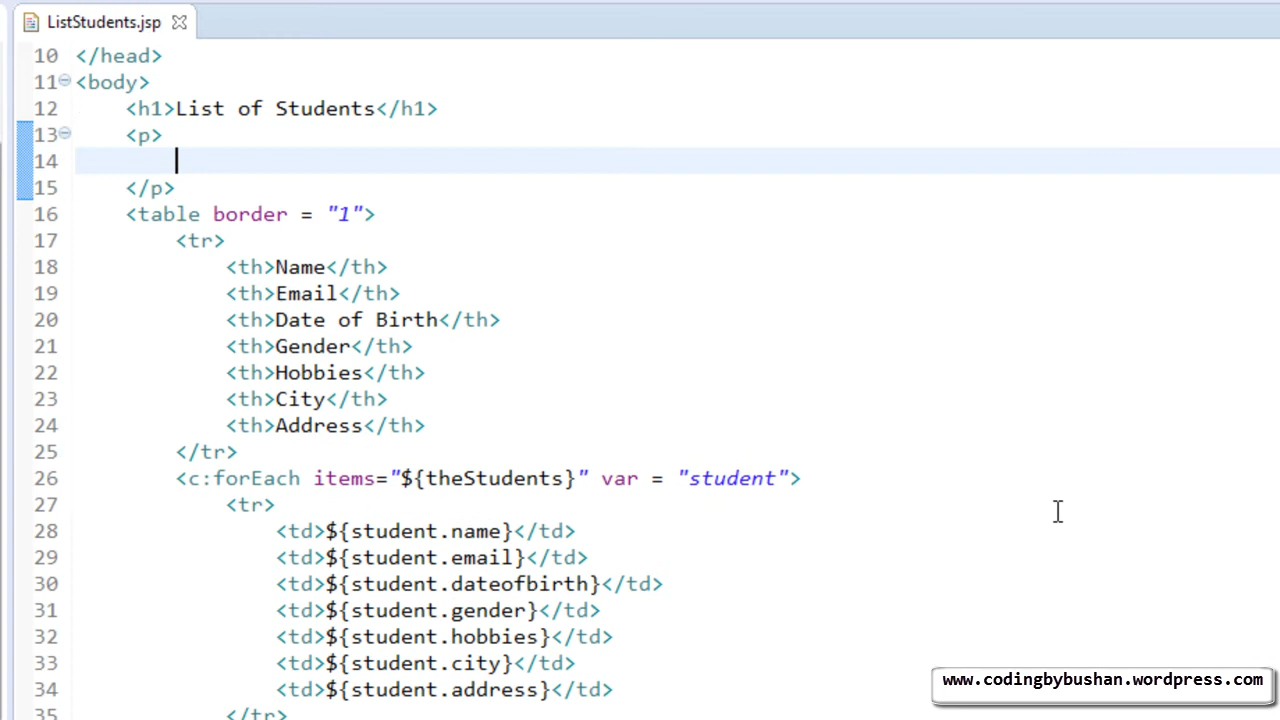 ListStudents.jsp
10 </head>
11 <body>
12 <h1>List of Students</h1>
13 <p>
14
15 </p>
16 <table border = "1">
17 <tr>
18 <th>Name</th>
19 <th>Email</th>
20 <th>Date of Birth</th>
21 <th>Gender</th>
22 <th>Hobbies</th>
23 <th>City</th>
24 <th>Address</th>
25 </tr>
26 <c:forEach items="${theStudents}" var = "student">
27 <tr>
28 <td>${student.name}</td>
29 <td>${student.email}</td>
30 <td>${student.dateofbirth}</td>
31 <td>${student.gender}</td>
32 <td>${student.hobbies}</td>
33 <td>${student.city}</td>
34 <td>${student.address}</td>
35 </tr>
www.codingbybushan.wordpress.com